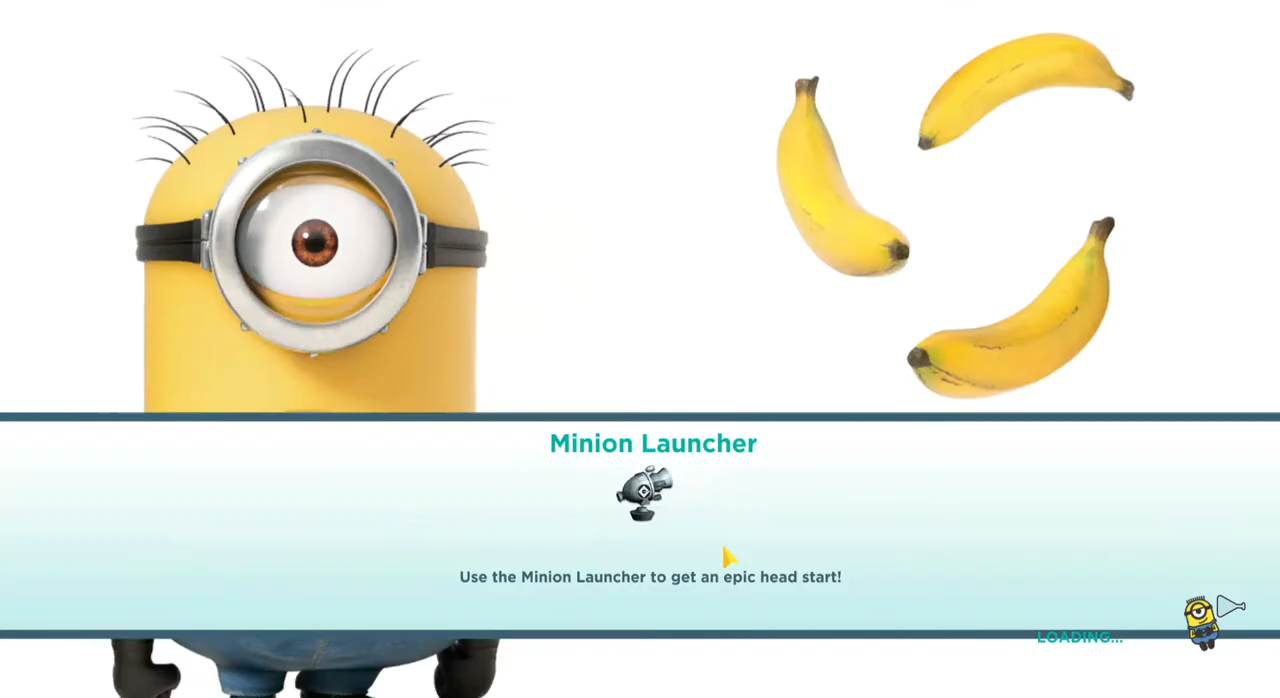 Minion Launcher
Use the Minion Launcher to get an epic head start!
LOADING...